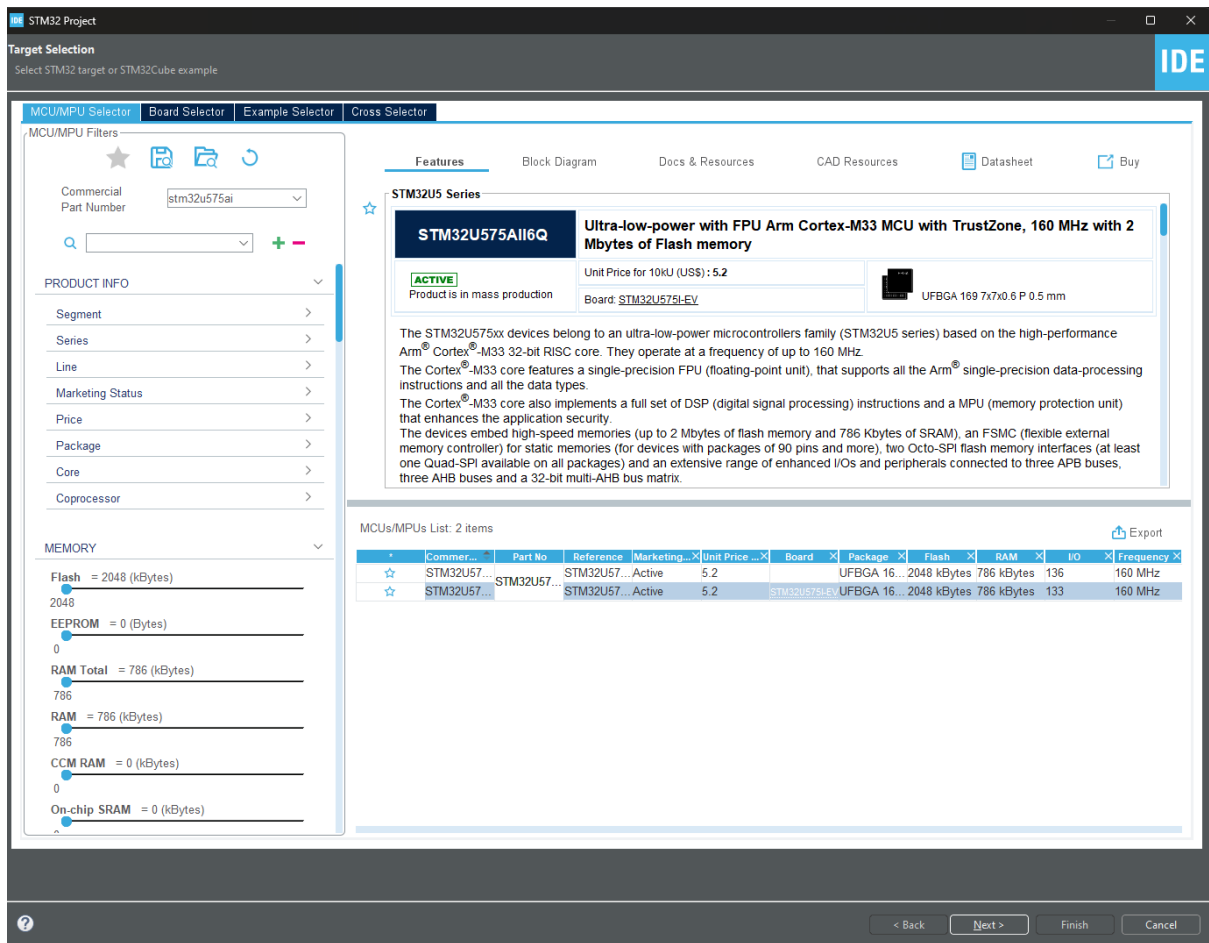 IDE STM32 Project
Target Selection
Select STM32 target or STM32Cube example
IDE
MCU/MPU Selector Board Selector Example Selector Cross Selector
MCU/MPU Filters
Commercial
Part Number
stm32u575ai
PRODUCT INFO
Segment
Series
Line
Marketing Status
Price
Package
Core
Coprocessor
MEMORY
Flash = 2048 (kBytes)
2048
EEPROM = 0 (Bytes)
0
RAM Total = 786 (kBytes)
786
RAM = 786 (kBytes)
786
CCM RAM = 0 (kBytes)
0
On-chip SRAM = 0 (kBytes)
Features Block Diagram Docs & Resources CAD Resources Datasheet Buy
STM32U5 Series
STM32U575AII6Q
Ultra-low-power with FPU Arm Cortex-M33 MCU with TrustZone, 160 MHz with 2
Mbytes of Flash memory
ACTIVE
Product is in mass production
Unit Price for 10kU (US$) : 5.2
Board: STM32U575I-EV
UFBGA 169 7x7x0.6 P 0.5 mm
The STM32U575xx devices belong to an ultra-low-power microcontrollers family (STM32U5 series) based on the high-performance
Arm® Cortex®-M33 32-bit RISC core. They operate at a frequency of up to 160 MHz.
The Cortex®-M33 core features a single-precision FPU (floating-point unit), that supports all the Arm® single-precision data-processing
instructions and all the data types.
The Cortex®-M33 core also implements a full set of DSP (digital signal processing) instructions and a MPU (memory protection unit)
that enhances the application security.
The devices embed high-speed memories (up to 2 Mbytes of flash memory and 786 Kbytes of SRAM), an FSMC (flexible external
memory controller) for static memories (for devices with packages of 90 pins and more), two Octo-SPI flash memory interfaces (at least
one Quad-SPI available on all packages) and an extensive range of enhanced I/Os and peripherals connected to three APB buses,
three AHB buses and a 32-bit multi-AHB bus matrix.
MCUs/MPUs List: 2 items
Export
* Commer... Part No Reference Marketing... X Unit Price ... X Board X Package X Flash X RAM X I/O X Frequency X
STM32U57... STM32U57... STM32U57... Active 5.2 UFBGA 16... 2048 kBytes 786 kBytes 136 160 MHz
STM32U57... STM32U57... Active 5.2 STM32U575I-EV UFBGA 16... 2048 kBytes 786 kBytes 133 160 MHz
< Back Next > Finish Cancel